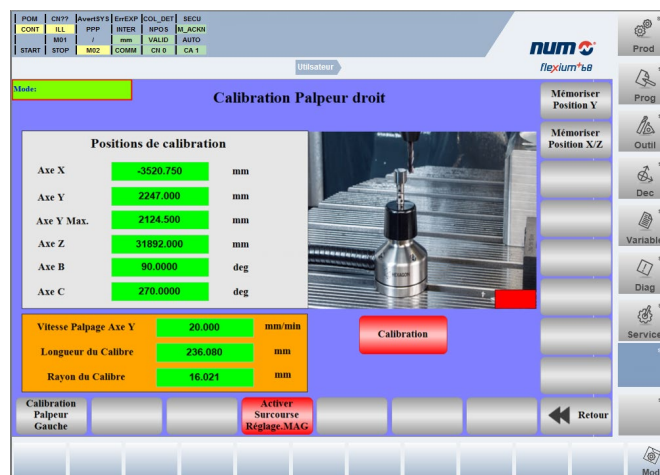 POM CN?? AvertSYS ErrEXP COL_DET SECU
CONT ILL PPP INTER NPOS M_ACKN
M01 / mm VALID AUTO
START STOP M02 COMM CN 0 CA 1
num
flexium+68
Utilisateur
Mode:
Calibration Palpeur droit
Mémoriser
Position Y
Mémoriser
Position X/Z
Positions de calibration
Axe X -3520.750 mm
Axe Y 2247.000 mm
Axe Y Max. 2124.500 mm
Axe Z 31892.000 mm
Axe B 90.0000 deg
Axe C 270.0000 deg
HEXAGON
Vitesse Palpage Axe Y 20.000 mm/min
Longueur du Calibre 236.080 mm
Rayon du Calibre 16.021 mm
Calibration
Calibration
Palpeur
Gauche
Activer
Surcourse
Réglage.MAG
Retour
Prod
Prog
Outil
Dec
Variable
Diag
Service
Mod